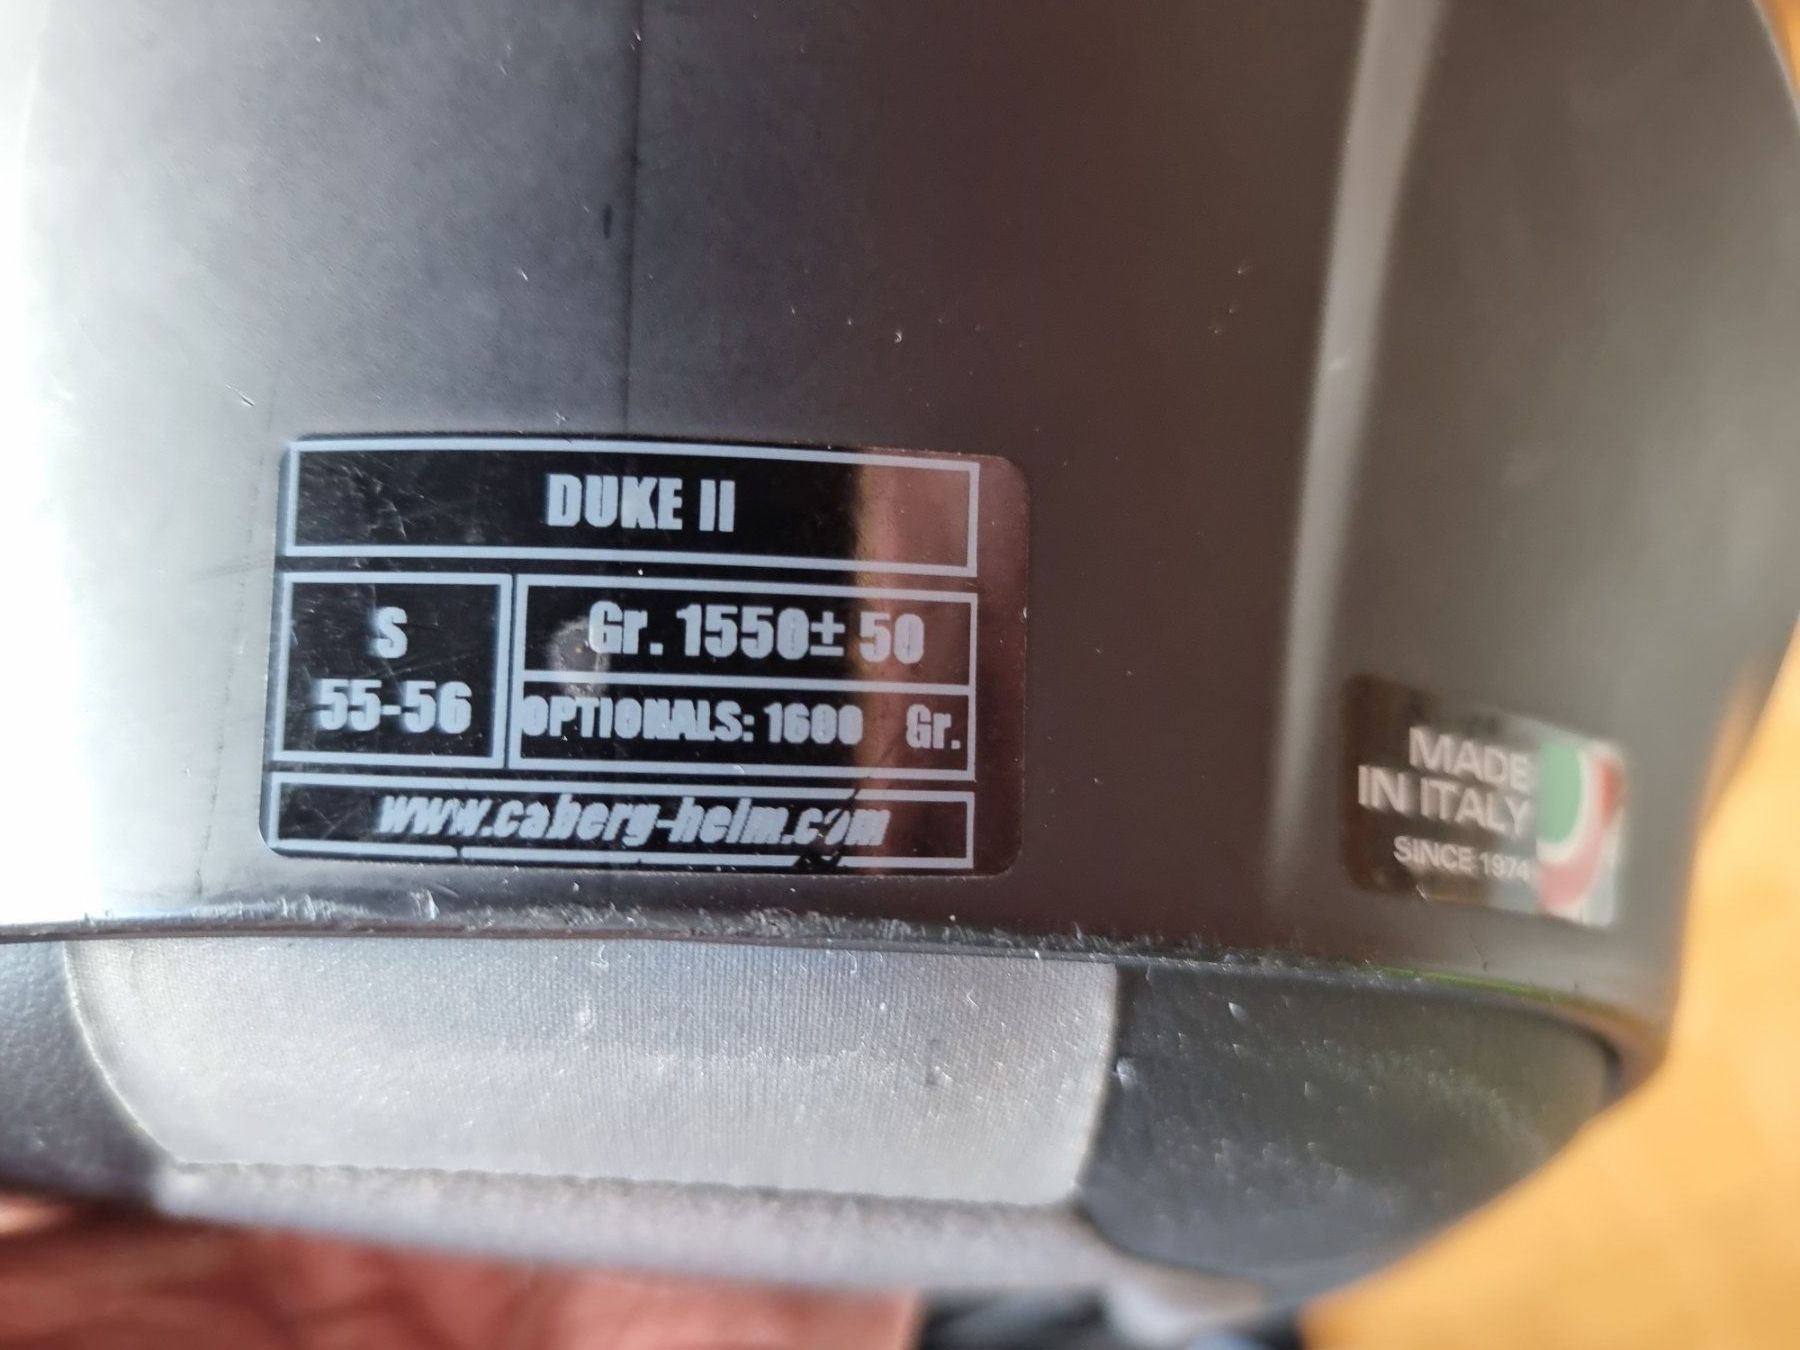 DUKE II
S
55-56
Gr. 1550± 50
OPTIONALS: 1600 Gr.
www.caberg-helm.com
MADE
IN ITALY
SINCE 1974